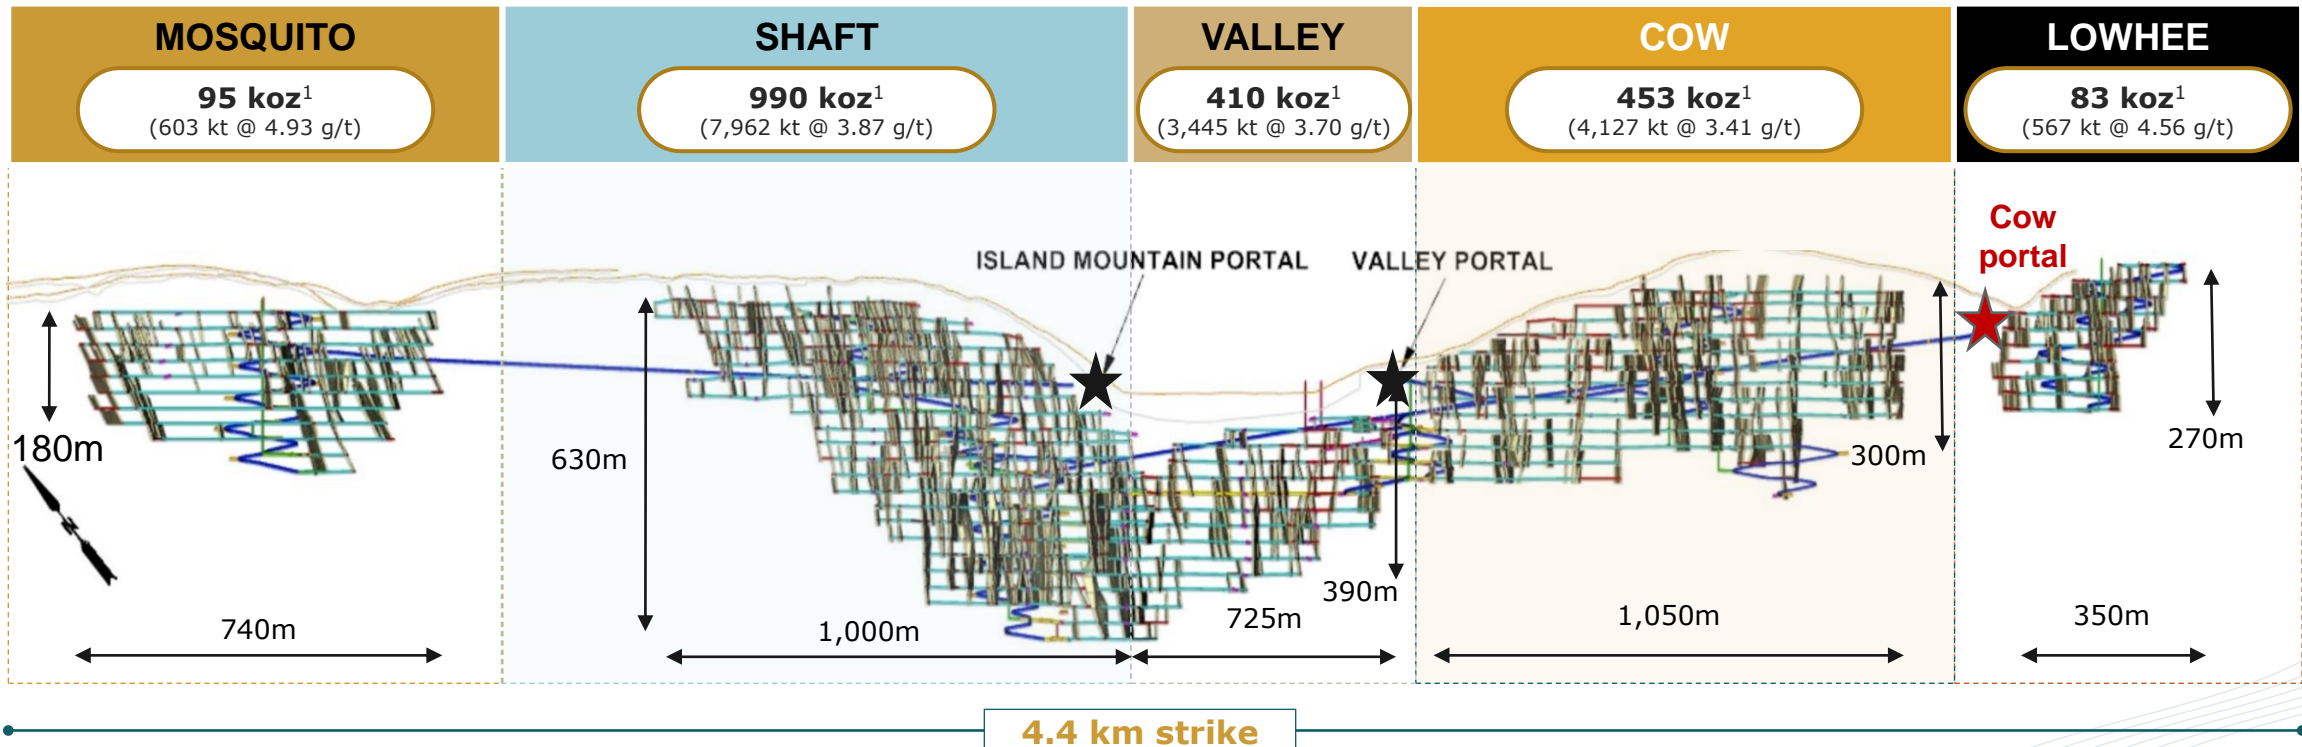 MOSQUITO
95 koz¹
(603 kt @ 4.93 g/t)
SHAFT
990 koz¹
(7,962 kt @ 3.87 g/t)
VALLEY
410 koz¹
(3,445 kt @ 3.70 g/t)
COW
453 koz¹
(4,127 kt @ 3.41 g/t)
LOWHEE
83 koz¹
(567 kt @ 4.56 g/t)
Cow
portal
ISLAND MOUNTAIN PORTAL
VALLEY PORTAL
180m
N
630m
390m
300m
270m
740m
1,000m
725m
1,050m
350m
4.4 km strike